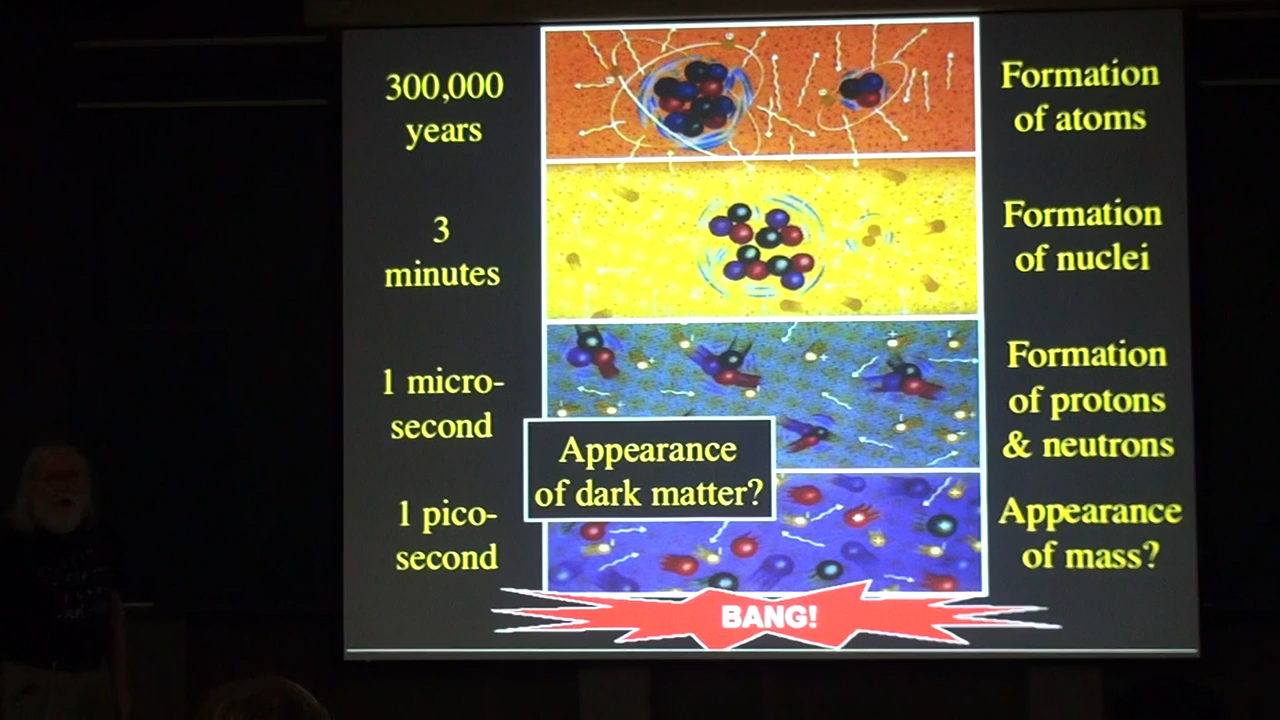 300,000
years
Formation
of atoms
3
minutes
Formation
of nuclei
1 micro-
second
Formation
of protons
& neutrons
Appearance
of dark matter?
1 pico-
second
Appearance
of mass?
BANG!